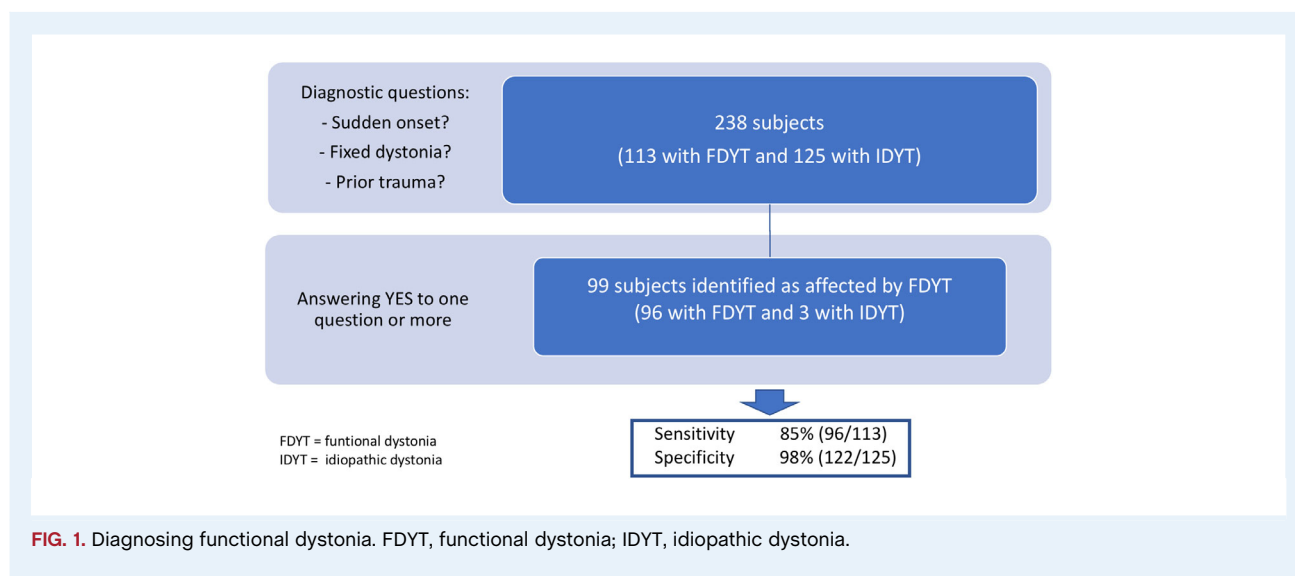 Diagnostic questions:
- Sudden onset?
- Fixed dystonia?
- Prior trauma?
238 subjects
(113 with FDYT and 125 with IDYT)
Answering YES to one
question or more
99 subjects identified as affected by FDYT
(96 with FDYT and 3 with IDYT)
Sensitivity 85% (96/113)
Specificity 98% (122/125)
FDYT = funtional dystonia
IDYT = idiopathic dystonia
FIG. 1. Diagnosing functional dystonia. FDYT, functional dystonia; IDYT, idiopathic dystonia.